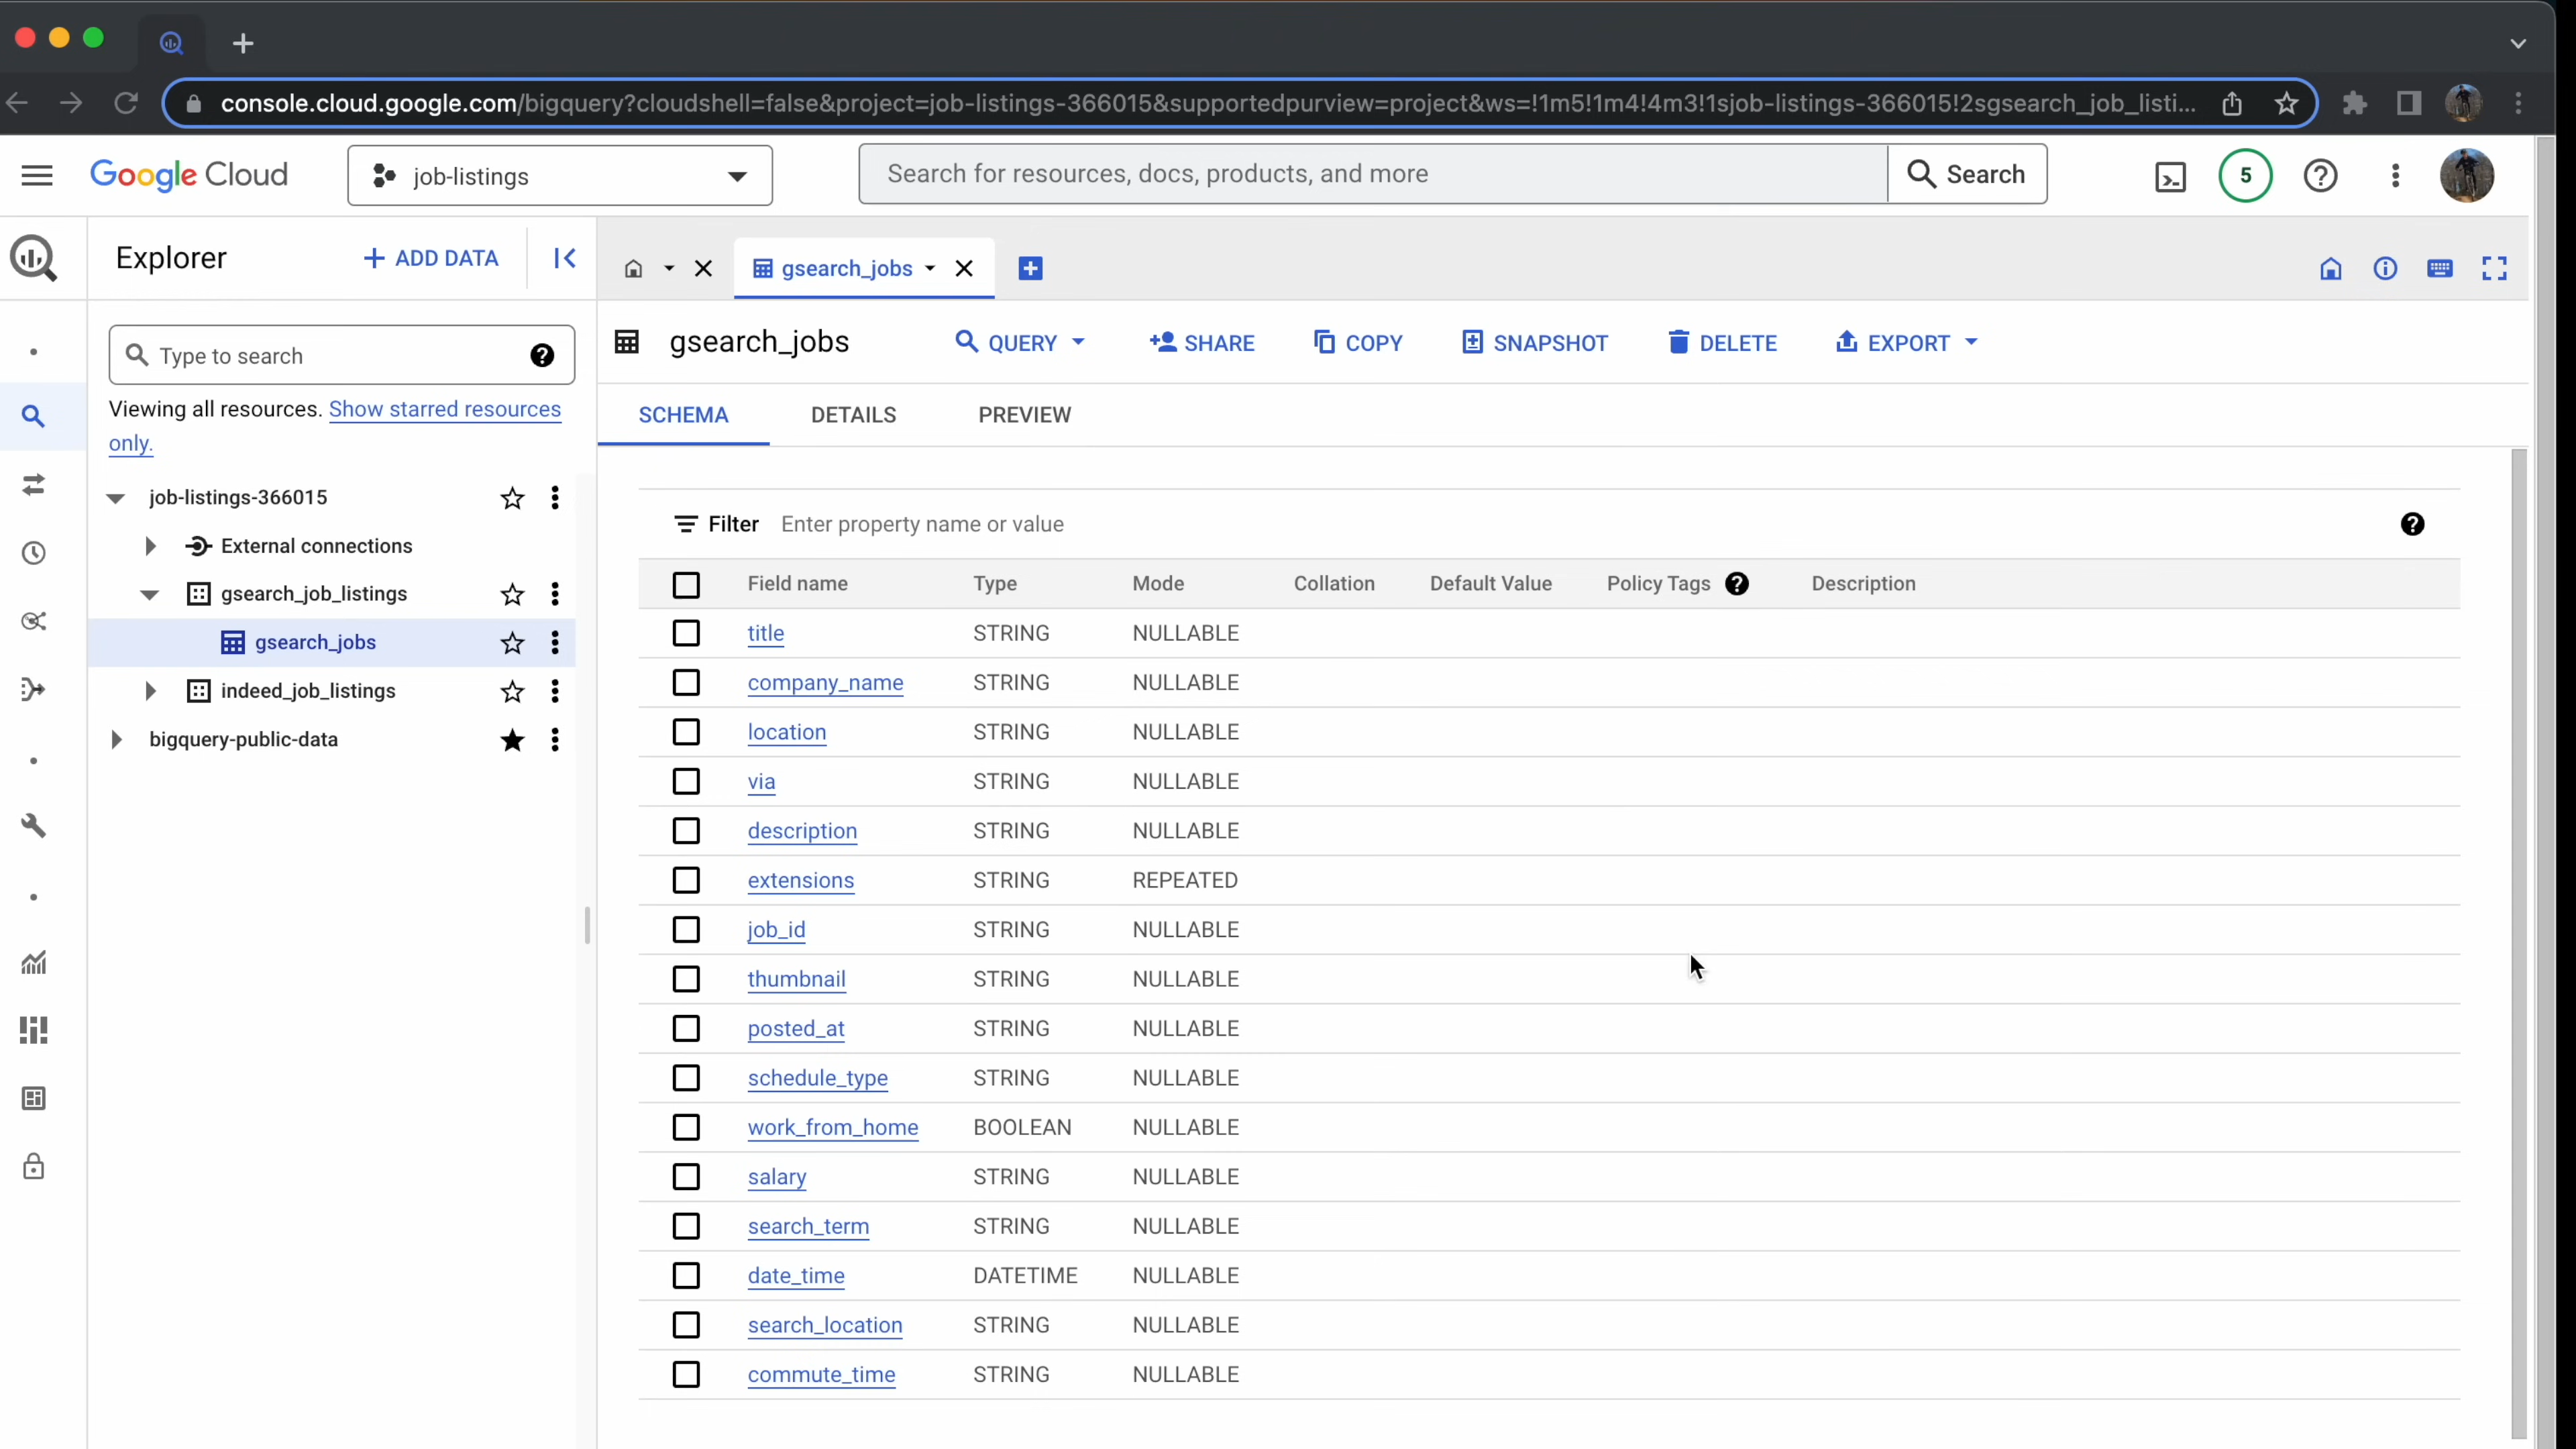 console.cloud.google.com/bigquery?cloudshell=false&project=job-listings-366015&supportedpurview=project&ws=!1m5!1m4!4m3!1sjob-listings-366015!2sgsearch_job_listi...
Google Cloud
job-listings
Search for resources, docs, products, and more
Search
5
Explorer
+ ADD DATA
gsearch_jobs
Type to search
Viewing all resources. Show starred resources
only.
job-listings-366015
External connections
gsearch_job_listings
gsearch_jobs
indeed_job_listings
bigquery-public-data
gsearch_jobs
QUERY
SHARE
COPY
SNAPSHOT
DELETE
EXPORT
SCHEMA DETAILS PREVIEW
Filter Enter property name or value
Field name Type Mode Collation Default Value Policy Tags Description
title STRING NULLABLE
company_name STRING NULLABLE
location STRING NULLABLE
via STRING NULLABLE
description STRING NULLABLE
extensions STRING REPEATED
job_id STRING NULLABLE
thumbnail STRING NULLABLE
posted_at STRING NULLABLE
schedule_type STRING NULLABLE
work_from_home BOOLEAN NULLABLE
salary STRING NULLABLE
search_term STRING NULLABLE
date_time DATETIME NULLABLE
search_location STRING NULLABLE
commute_time STRING NULLABLE